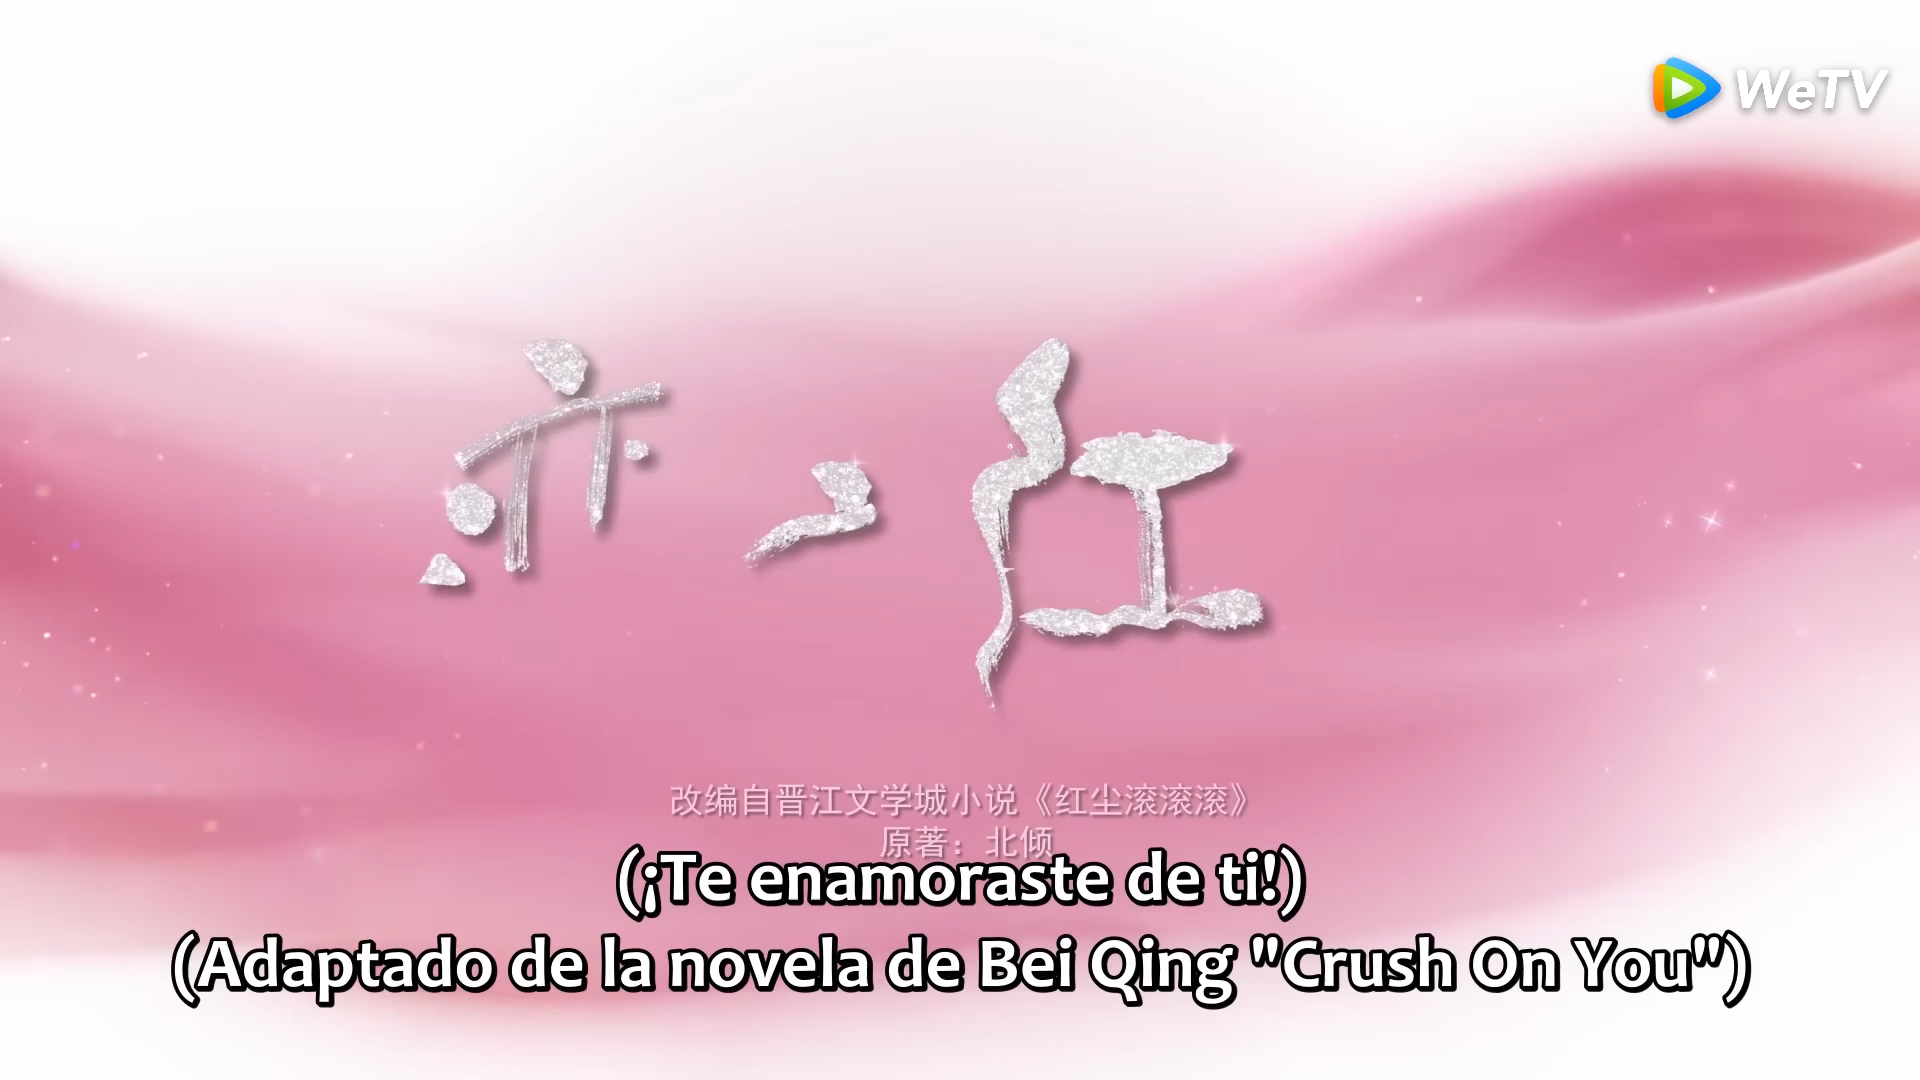 WeTV
改编自晋江文学城小说《红尘滚滚滚》
原著：北倾
(¡Te enamoraste de ti!)
(Adaptado de la novela de Bei Qing "Crush On You")